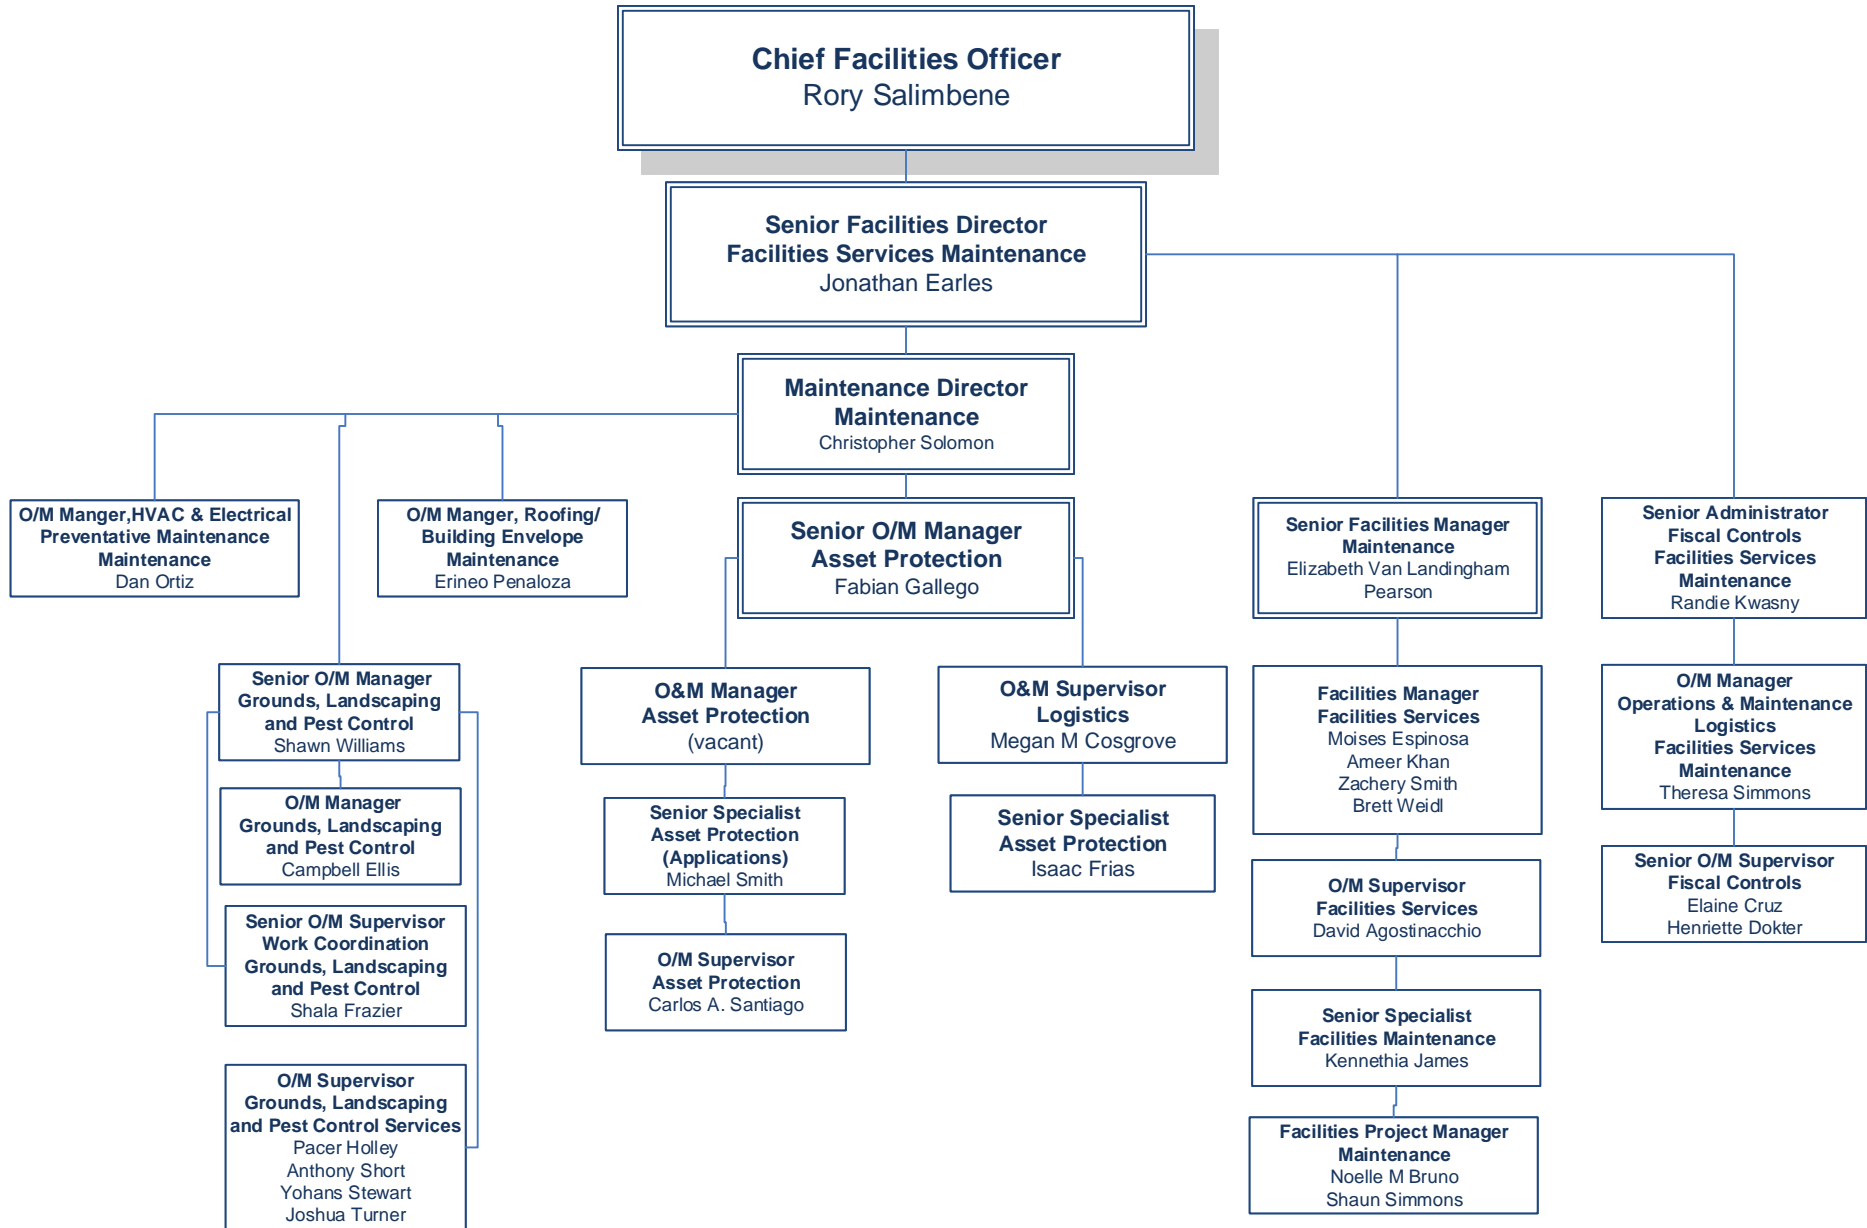 Chief Facilities Officer
Rory Salimbene
Senior Facilities Director
Facilities Services Maintenance
Jonathan Earles
Maintenance Director
Maintenance
Christopher Solomon
O/M Manger,HVAC & Electrical
Preventative Maintenance
Maintenance
Dan Ortiz
O/M Manger, Roofing/
Building Envelope
Maintenance
Erineo Penaloza
Senior O/M Manager
Asset Protection
Fabian Gallego
Senior Facilities Manager
Maintenance
Elizabeth Van Landingham
Pearson
Senior Administrator
Fiscal Controls
Facilities Services
Maintenance
Randie Kwasny
Senior O/M Manager
Grounds, Landscaping
and Pest Control
Shawn Williams
O/M Manager
Grounds, Landscaping
and Pest Control
Campbell Ellis
Senior O/M Supervisor
Work Coordination
Grounds, Landscaping
and Pest Control
Shala Frazier
O/M Supervisor
Grounds, Landscaping
and Pest Control Services
Pacer Holley
Anthony Short
Yohans Stewart
Joshua Turner
O&M Manager
Asset Protection
(vacant)
Senior Specialist
Asset Protection
(Applications)
Michael Smith
O/M Supervisor
Asset Protection
Carlos A. Santiago
O&M Supervisor
Logistics
Megan M Cosgrove
Senior Specialist
Asset Protection
Isaac Frias
Facilities Manager
Facilities Services
Moises Espinosa
Ameer Khan
Zachery Smith
Brett Weidl
O/M Supervisor
Facilities Services
David Agostinacchio
Senior Specialist
Facilities Maintenance
Kennethia James
Facilities Project Manager
Maintenance
Noelle M Bruno
Shaun Simmons
O/M Manager
Operations & Maintenance
Logistics
Facilities Services
Maintenance
Theresa Simmons
Senior O/M Supervisor
Fiscal Controls
Elaine Cruz
Henriette Dokter